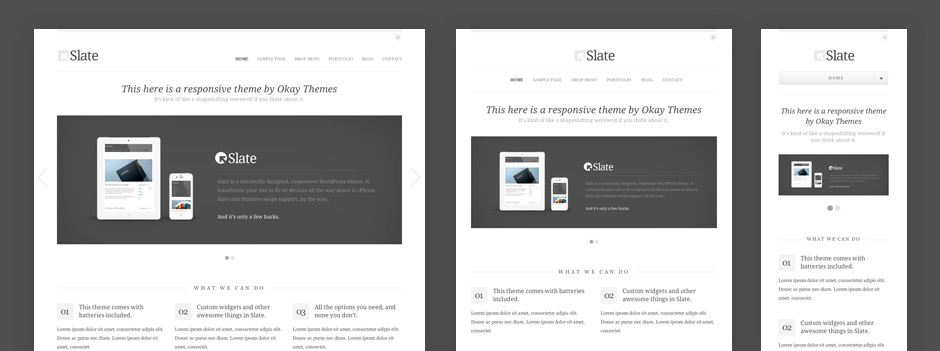 Slate
HOME SAMPLE PAGE DROP MENU PORTFOLIO BLOG CONTACT
This here is a responsive theme by Okay Themes
It's kind of like a shapeshifting werewolf if you think about it.
Slate
Slate is a minimally designed, responsive WordPress theme. It
transforms your site to fit on devices all the way down to iPhone.
Slate also features swipe support, by the way.
And it's only a few bucks.
WHAT WE CAN DO
01 This theme comes with
batteries included.
Lorem ipsum dolor sit amet, consectetur adipis elit.
Donec ac purus nec diam. Lorem ipsum dolor sit
amet, consectet.
02 Custom widgets and other
awesome things in Slate.
Lorem ipsum dolor sit amet, consectetur adipis elit.
Donec ac purus nec diam. Lorem ipsum dolor sit
amet, consectet.
03 All the options you need, and
none you don't.
Lorem ipsum dolor sit amet, consectetur adipis elit.
Donec ac purus nec diam. Lorem ipsum dolor sit
amet, consectet.
Slate
HOME SAMPLE PAGE DROP MENU PORTFOLIO BLOG CONTACT
This here is a responsive theme by Okay Themes
It's kind of like a shapeshifting werewolf if you think about it.
Slate
Slate is a minimally designed, responsive WordPress theme. It
transforms your site to fit on devices all the way down to iPhone.
Slate also features swipe support, by the way.
And it's only a few bucks.
WHAT WE CAN DO
01 This theme comes with batteries
included.
Lorem ipsum dolor sit amet, consectetur adipis elit.
Donec ac purus nec diam. Lorem ipsum dolor sit amet,
consectet.
02 Custom widgets and other
awesome things in Slate.
Lorem ipsum dolor sit amet, consectetur adipis elit.
Donec ac purus nec diam. Lorem ipsum dolor sit amet,
consectet.
Slate
HOME
This here is a responsive theme
by Okay Themes
It's kind of like a shapeshifting werewolf if
you think about it.
Slate
WHAT WE CAN DO
01 This theme comes with
batteries included.
Lorem ipsum dolor sit amet, consectetur adipis elit.
Donec ac purus nec diam. Lorem ipsum dolor sit
amet, consectet.
02 Custom widgets and other
awesome things in Slate.
Lorem ipsum dolor sit amet, consectetur adipis elit.